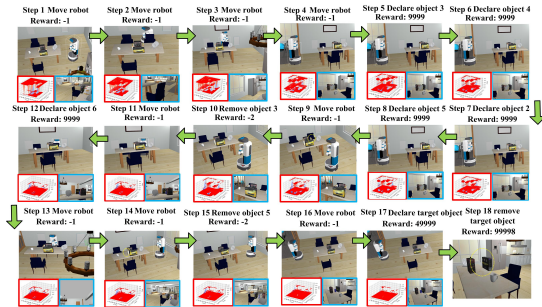 Step 1 Move robot
Reward: -1
Step 2 Move robot
Reward: -1
Step 3 Move robot
Reward: -1
Step 4 Move robot
Reward: -1
Step 5 Declare object 3
Reward: 9999
Step 6 Declare object 4
Reward: 9999
Step 12 Declare object 6
Reward: 9999
Step 11 Move robot
Reward: -1
Step 10 Remove object 3
Reward: -2
Step 9 Move robot
Reward: -1
Step 8 Declare object 5
Reward: 9999
Step 7 Declare object 2
Reward: 9999
Step 13 Move robot
Reward: -1
Step 14 Move robot
Reward: -1
Step 15 Remove object 5
Reward: -2
Step 16 Move robot
Reward: -1
Step 17 Declare target object
Reward: 49999
Step 18 remove
target object
Reward: 99998